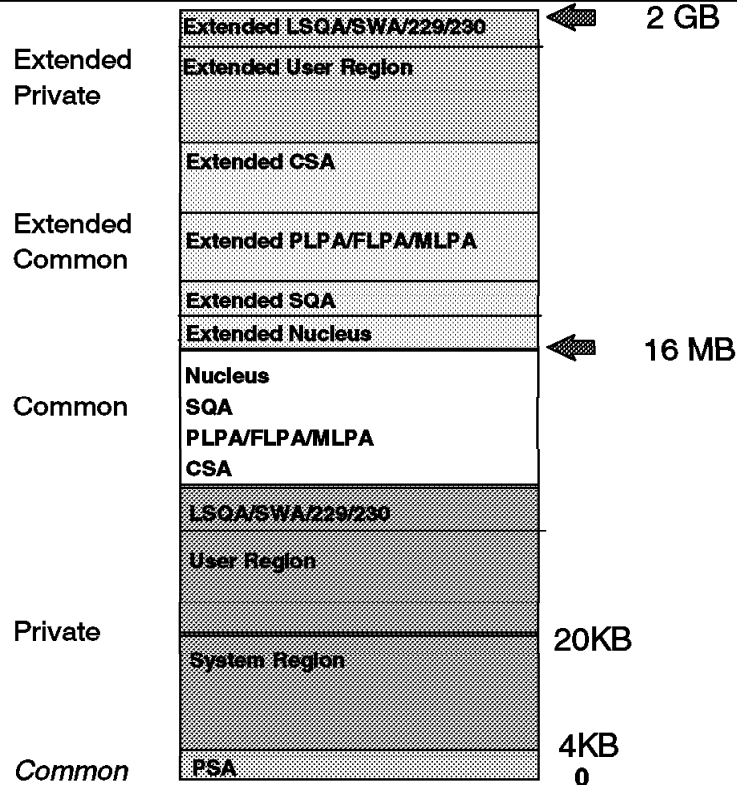 Extended LSQA/SWA/229/230
2 GB
Extended
Private
Extended User Region
Extended CSA
Extended
Common
Extended PLPA/FLPA/MLPA
Extended SQA
Extended Nucleus
16 MB
Common
Nucleus
SQA
PLPA/FLPA/MLPA
CSA
LSQA/SWA/229/230
User Region
Private
20KB
System Region
4KB
Common
PSA
0